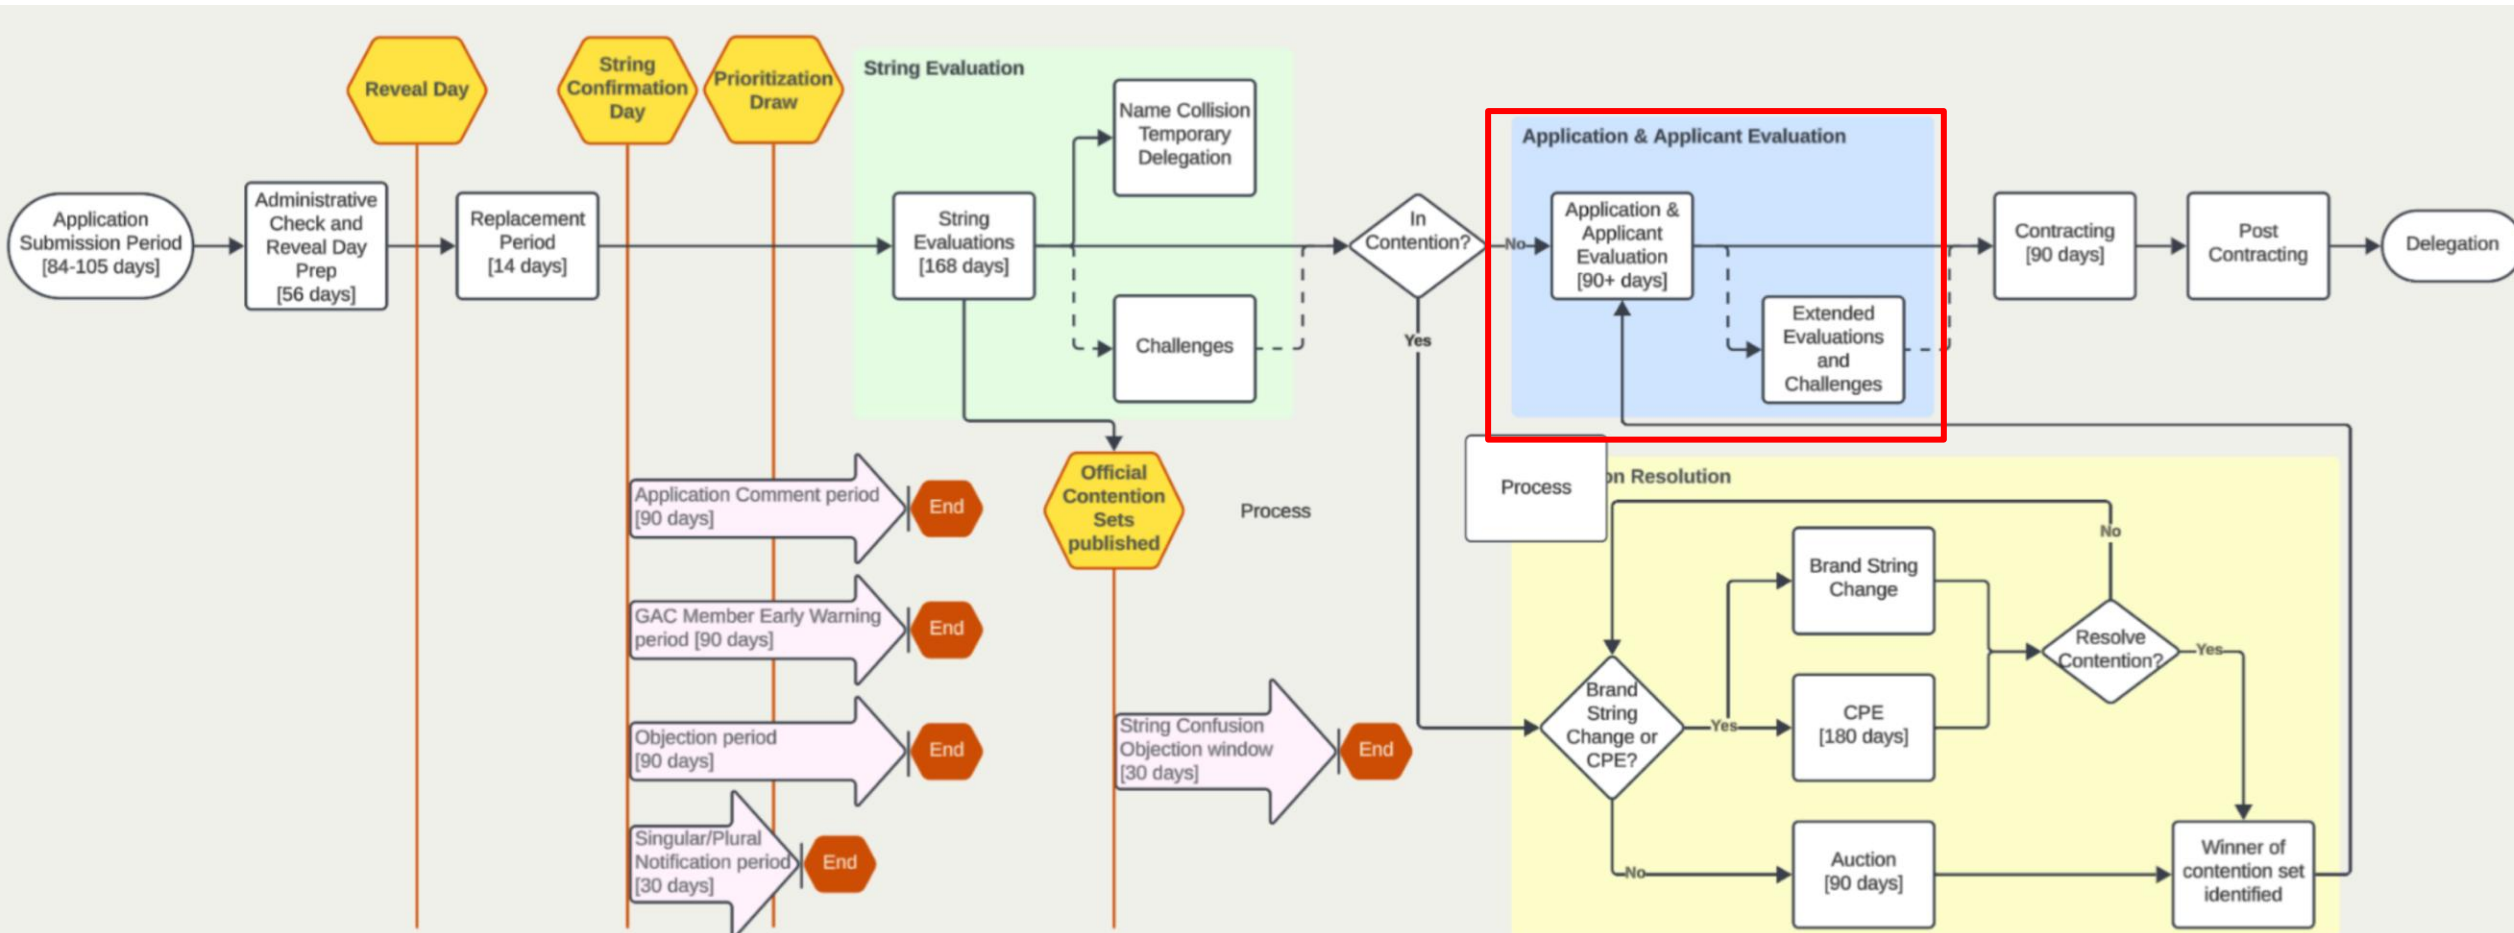 Reveal Day
String
Confirmation
Day
Prioritization
Draw
String Evaluation
Name Collision
Temporary
Delegation
Application & Applicant Evaluation
Application
Submission Period
[84-105 days]
Administrative
Check and
Reveal Day
Prep
[56 days]
Replacement
Period
[14 days]
String
Evaluations
[168 days]
Challenges
In
Contention?
No
Yes
Application &
Applicant
Evaluation
[90+ days]
Extended
Evaluations
and
Challenges
Contracting
[90 days]
Post
Contracting
Delegation
Application Comment period
[90 days]
End
GAC Member Early Warning
period [90 days]
End
Objection period
[90 days]
End
Singular/Plural
Notification period
[30 days]
End
Official
Contention
Sets
published
Process
String Confusion
Objection window
[30 days]
End
Process
on Resolution
Brand
String
Change or
CPE?
Yes
No
Brand String
Change
CPE
[180 days]
Auction
[90 days]
No
Resolve
Contention?
Yes
Winner of
contention set
identified